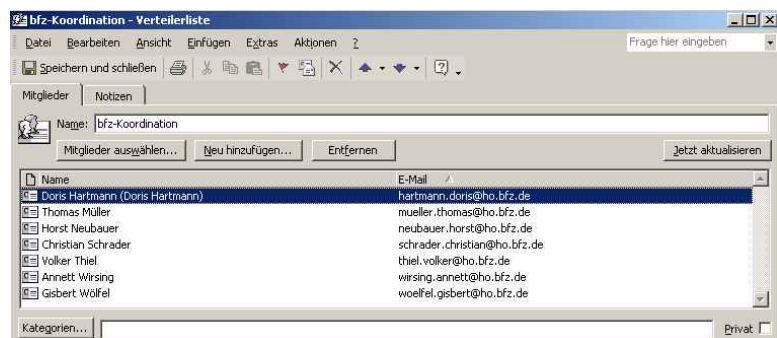 bfz-Koordination - Verteilerliste
Datei Bearbeiten Ansicht Einfügen Extras Aktionen ? Frage hier eingeben
Speichern und schließen
Mitglieder Notizen
Name: bfz-Koordination
Mitglieder auswählen... Neu hinzufügen... Entfernen Jetzt aktualisieren
Name E-Mail
Doris Hartmann (Doris Hartmann) hartmann.doris@ho.bfz.de
Thomas Müller mueller.thomas@ho.bfz.de
Horst Neubauer neubauer.horst@ho.bfz.de
Christian Schrader schrader.christian@ho.bfz.de
Volker Thiel thiel.volker@ho.bfz.de
Annett Wirsing wirsing.annett@ho.bfz.de
Gisbert Wölfel woelfel.gisbert@ho.bfz.de
Kategorien... Privat